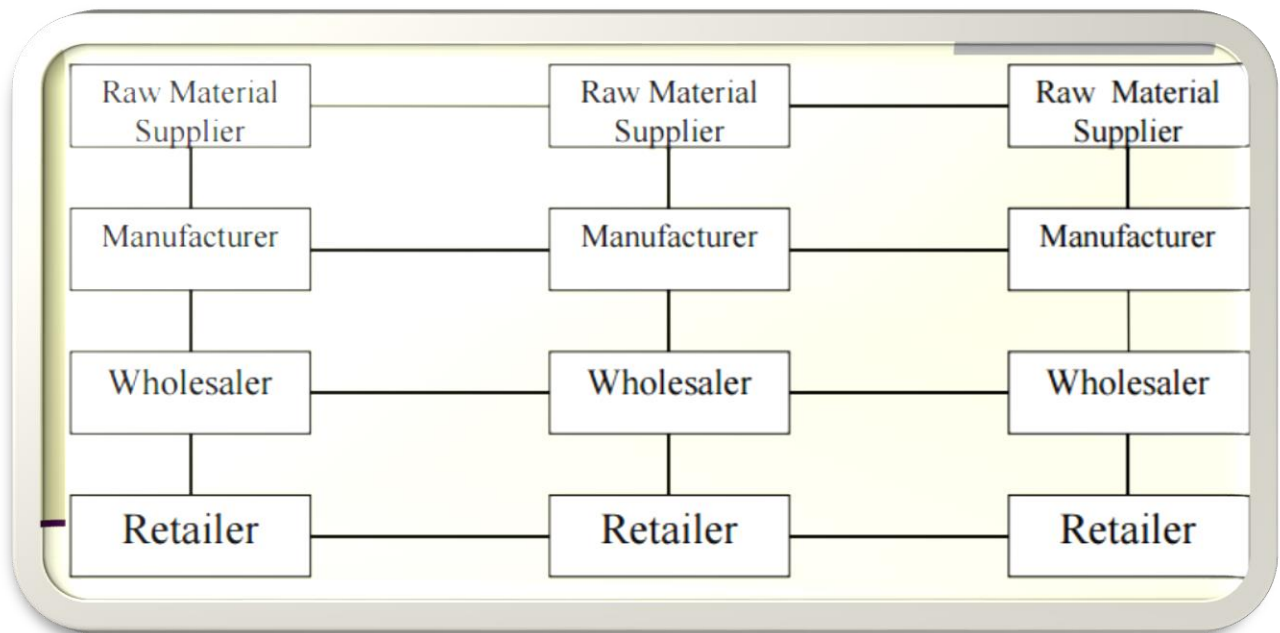 Raw Material
Supplier
Raw Material
Supplier
Raw Material
Supplier
Manufacturer
Manufacturer
Manufacturer
Wholesaler
Wholesaler
Wholesaler
Retailer
Retailer
Retailer